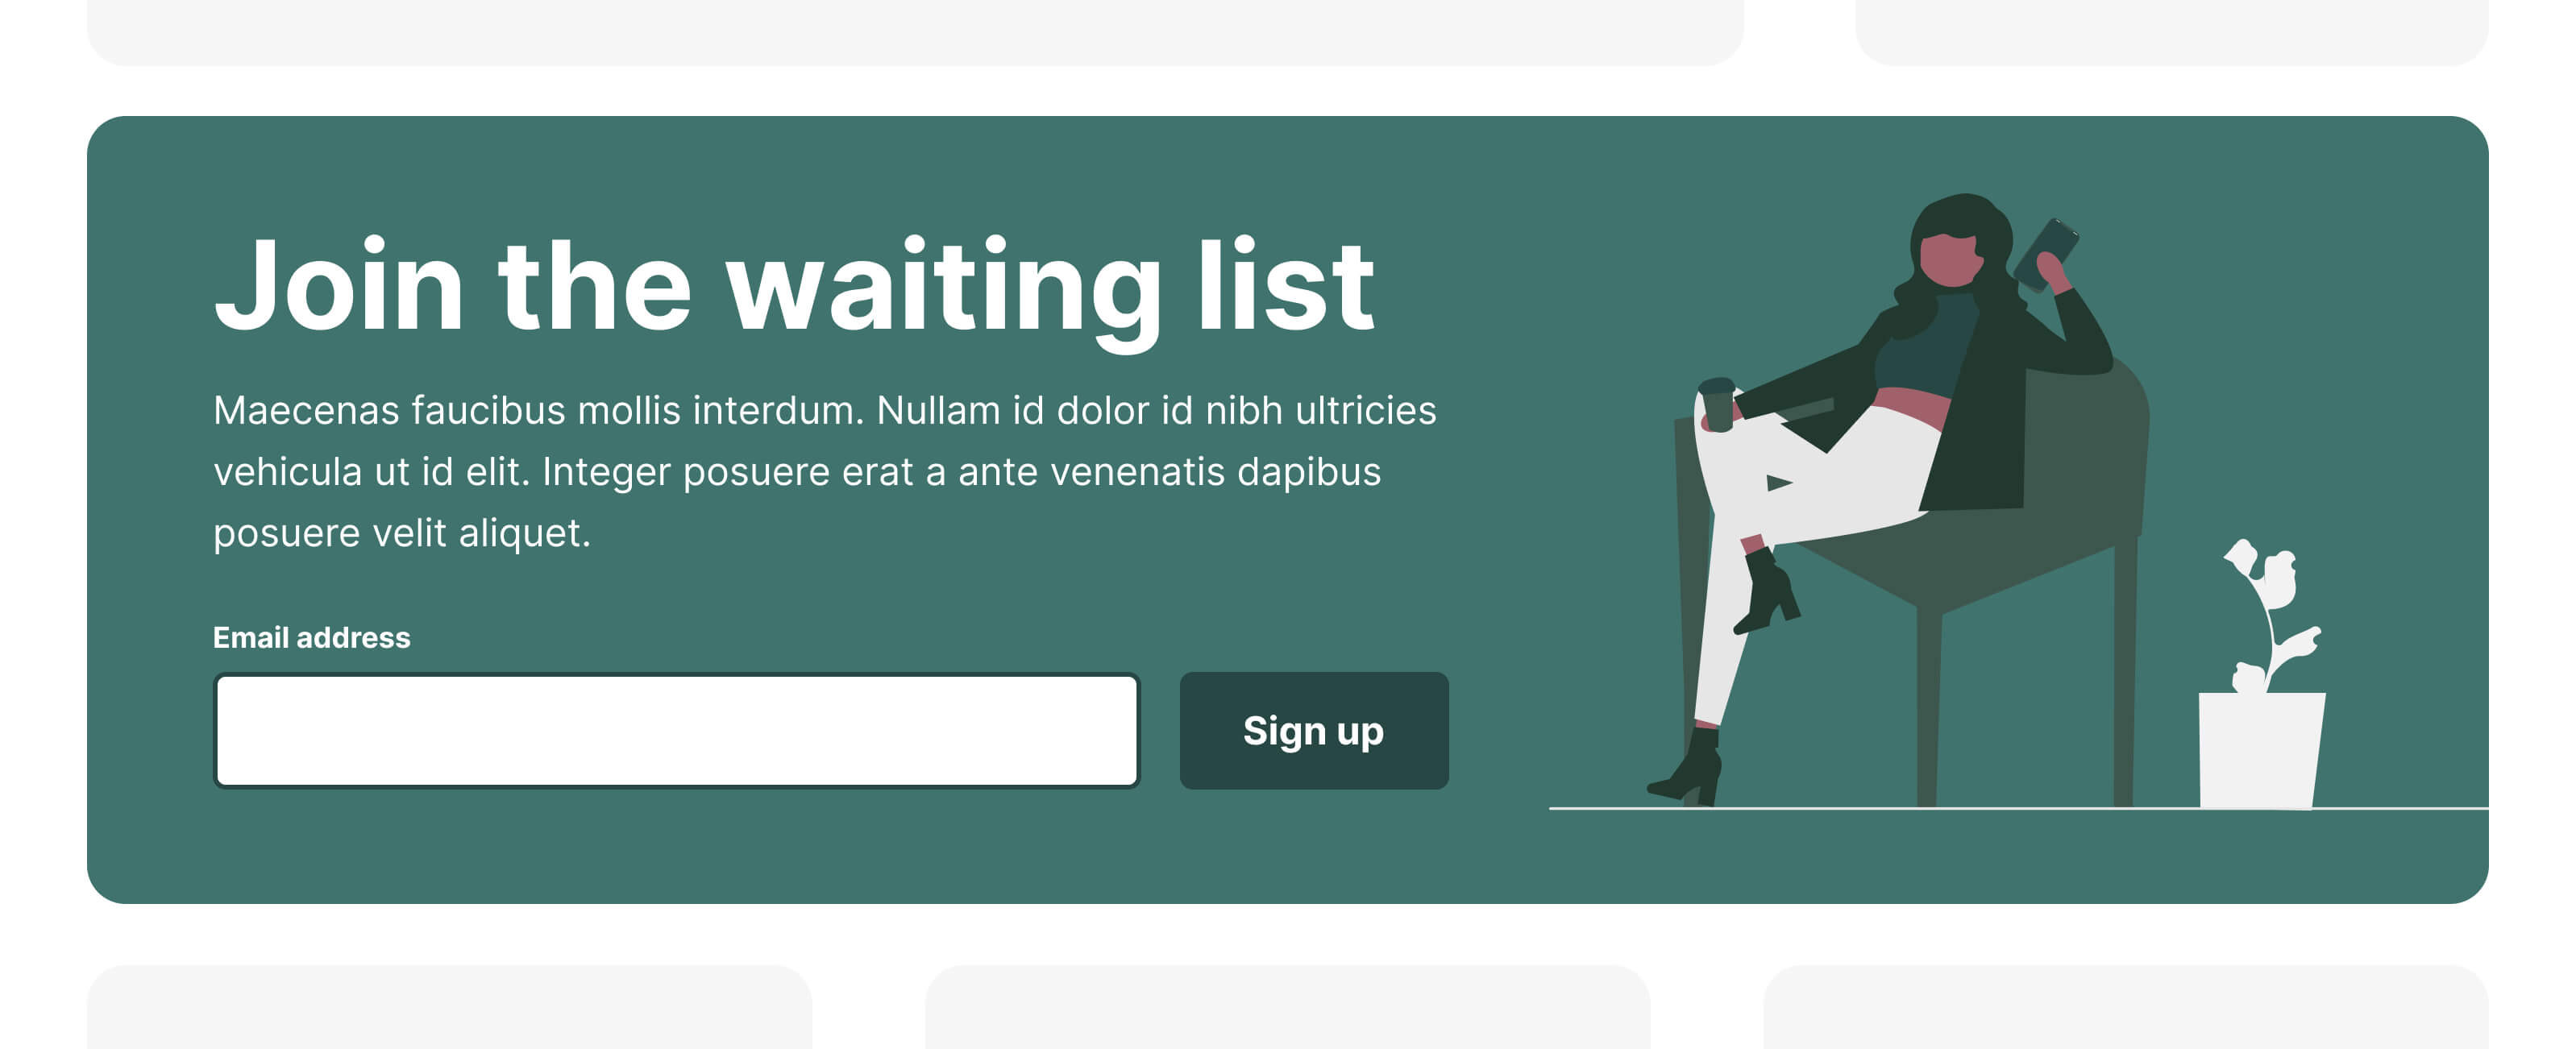 Join the waiting list
Maecenas faucibus mollis interdum. Nullam id dolor id nibh ultricies
vehicula ut id elit. Integer posuere erat a ante venenatis dapibus
posuere velit aliquet.
Email address
Sign up